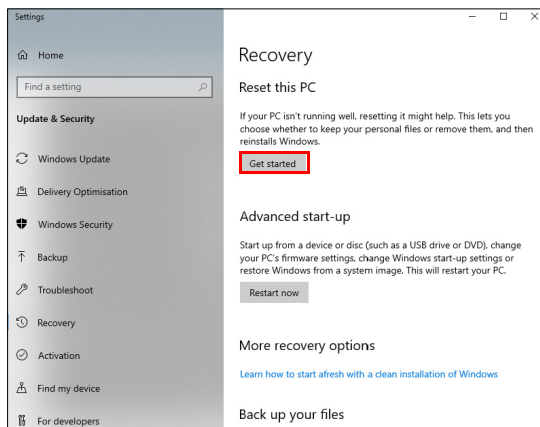 Settings
Home
Find a setting
Update & Security
Windows Update
Delivery Optimisation
Windows Security
Backup
Troubleshoot
Recovery
Activation
Find my device
For developers
Recovery
Reset this PC
If your PC isn't running well, resetting it might help. This lets you
choose whether to keep your personal files or remove them, and then
reinstalls Windows.
Get started
Advanced start-up
Start up from a device or disc (such as a USB drive or DVD), change
your PC's firmware settings, change Windows start-up settings or
restore Windows from a system image. This will restart your PC.
Restart now
More recovery options
Learn how to start afresh with a clean installation of Windows
Back up your files